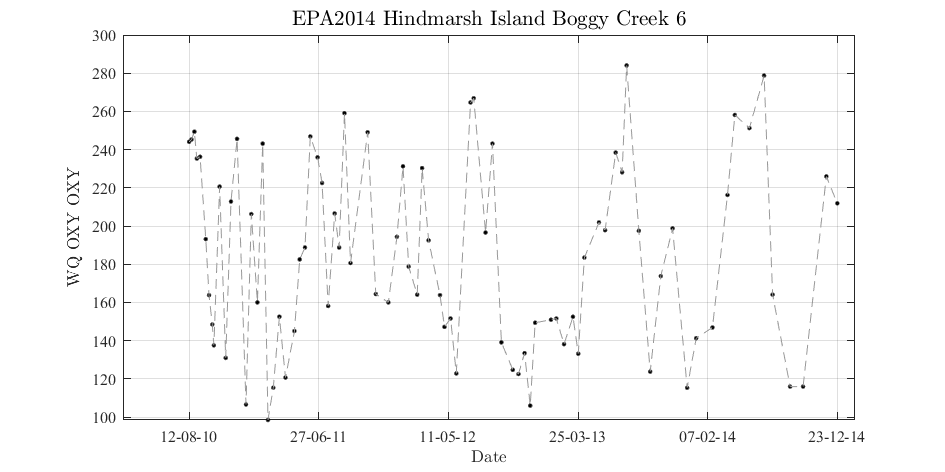 EPA2014 Hindmarsh Island Boggy Creek 6
300
280
260
240
220
200
180
160
140
120
100
WQ OXY OXY
12-08-10 27-06-11 11-05-12 25-03-13 07-02-14 23-12-14
Date